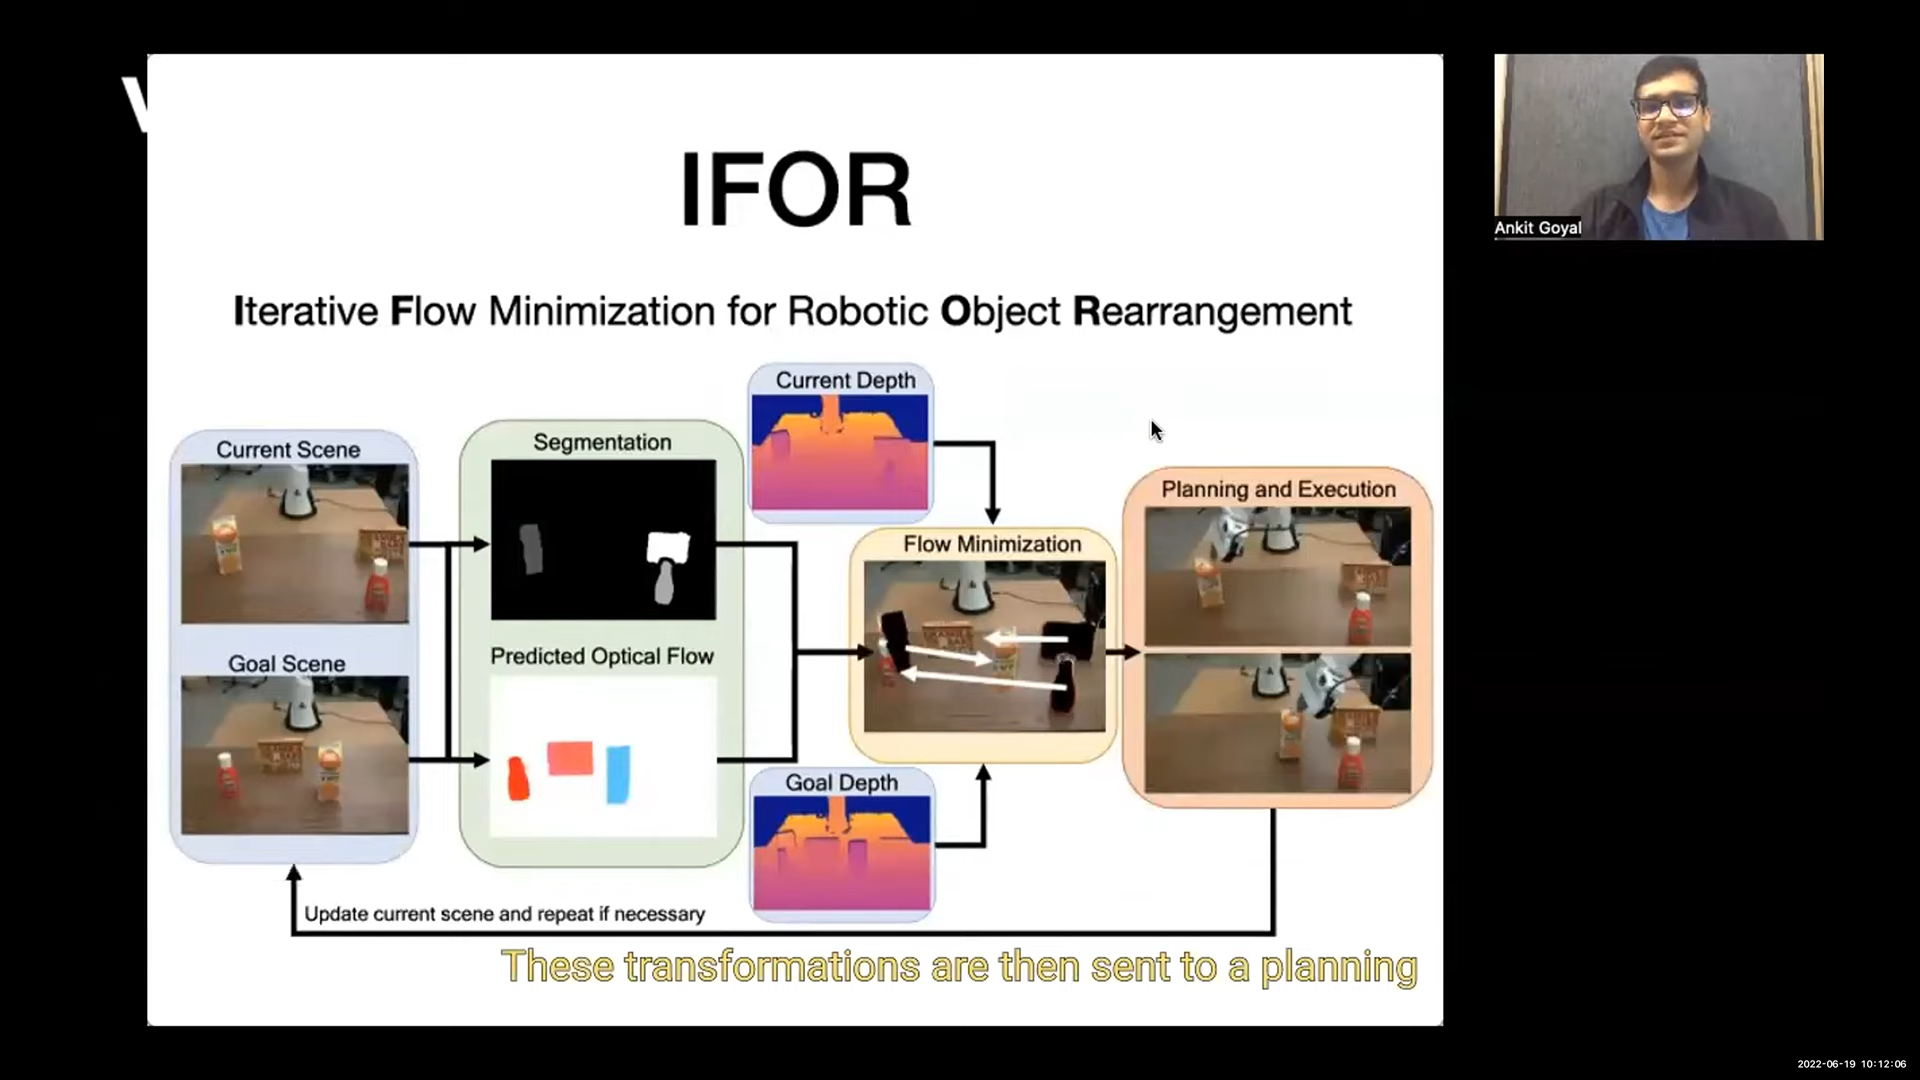 IFOR
Iterative Flow Minimization for Robotic Object Rearrangement
Current Depth
Current Scene
Segmentation
Planning and Execution
Flow Minimization
Goal Scene
Predicted Optical Flow
Goal Depth
Update current scene and repeat if necessary
These transformations are then sent to a planning
Ankit Goyal
2022-06-19 10:12:06